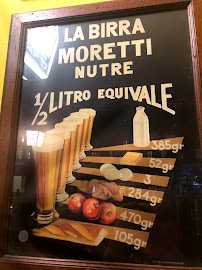 LA BIRRA
MORETTI
NUTRE
1/2 LITRO EQUIVALE
385gr
52gr
3
284gr
470gr
105gr